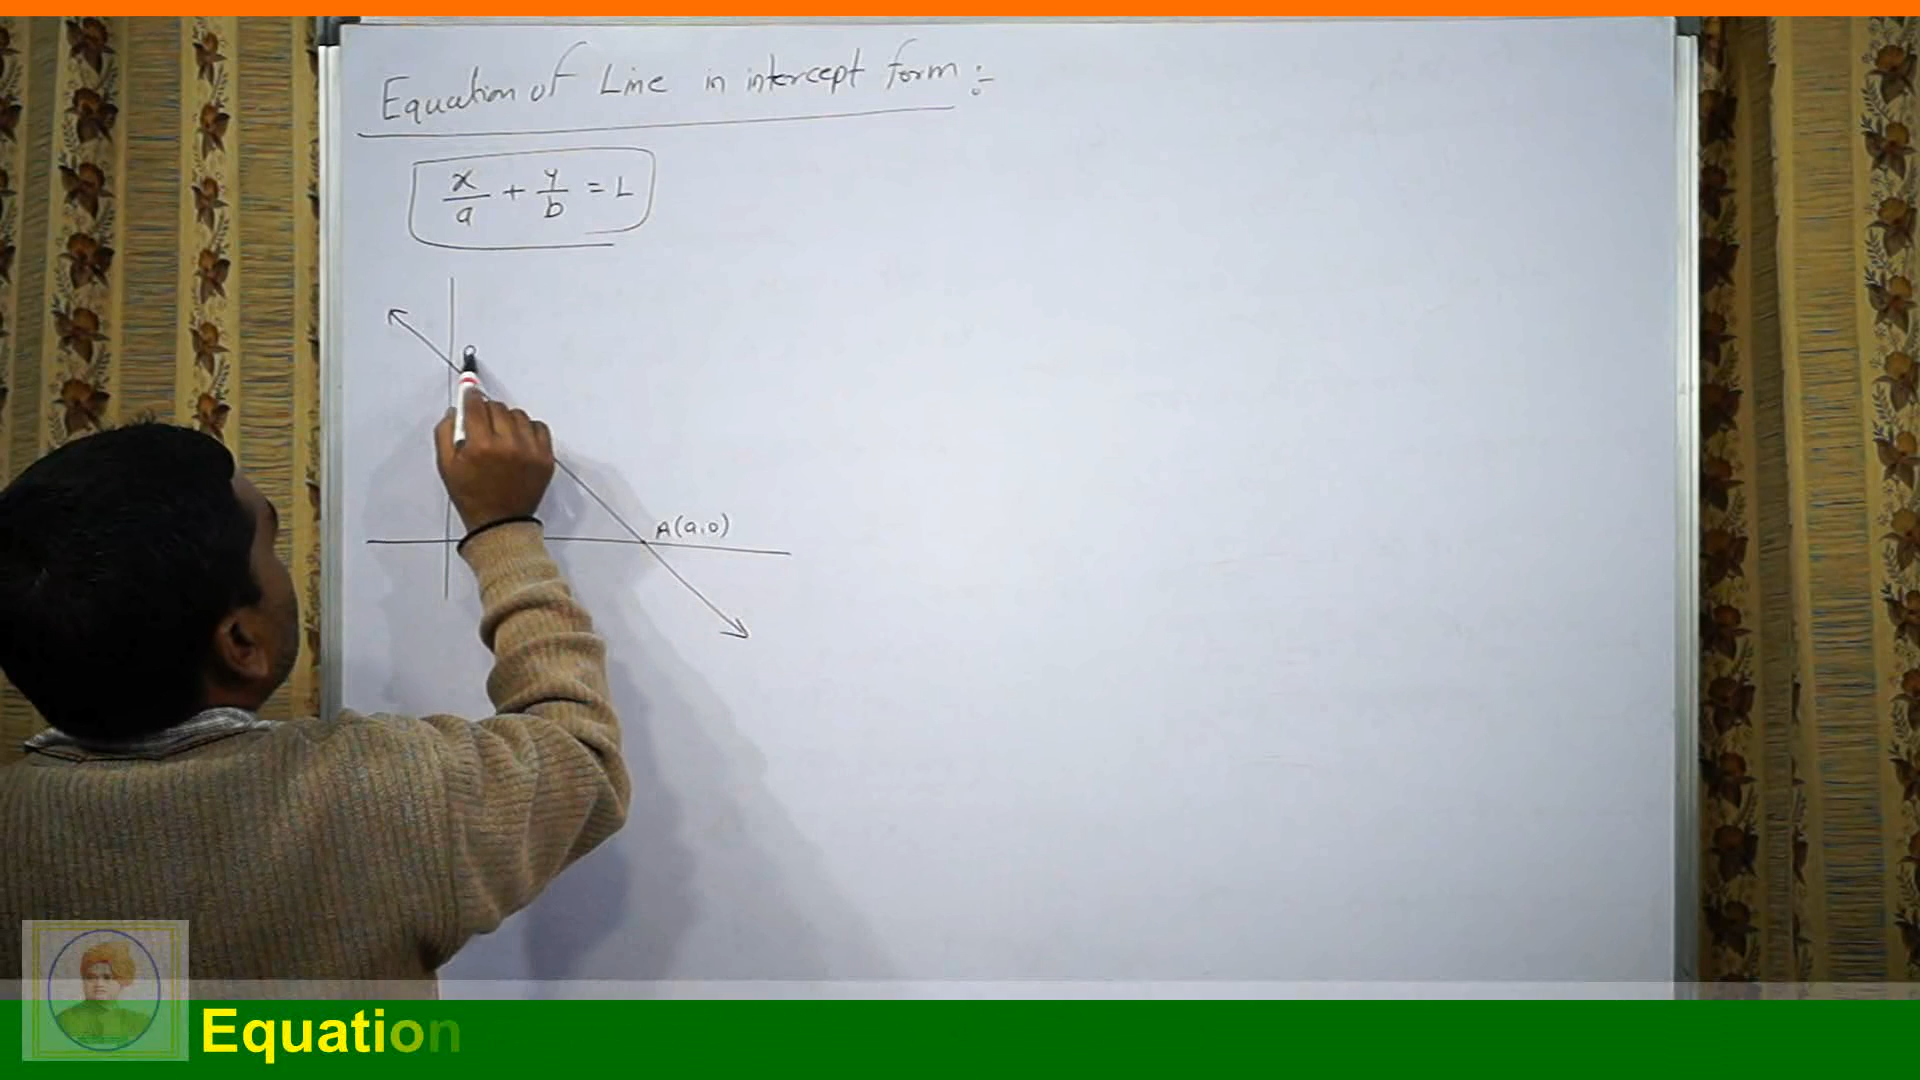 Equation of Line in intercept form :-
x/a + y/b = 1
A(a,0)
Equation